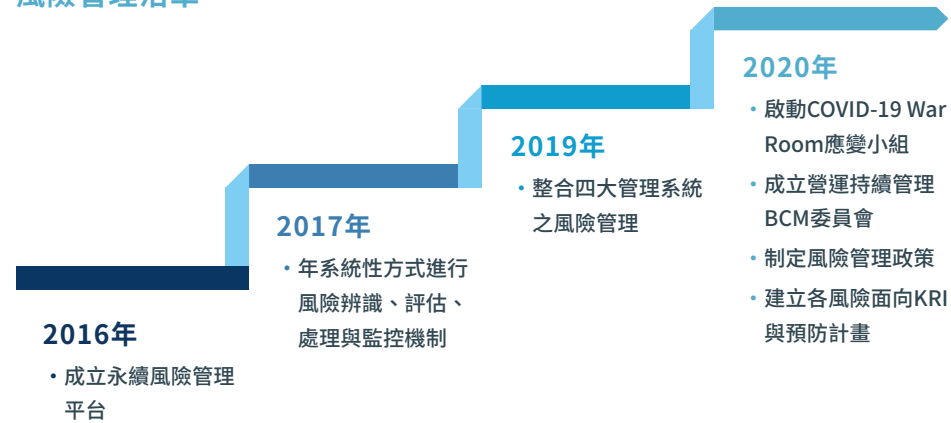 風險管理沿革
2020年
・啟動COVID-19 War
Room應變小組
・成立營運持續管理
BCM委員會
・制定風險管理政策
・建立各風險面向KRI
與預防計畫
2019年
・整合四大管理系統
之風險管理
2017年
・年系統性方式進行
風險辨識、評估、
處理與監控機制
2016年
・成立永續風險管理
平台